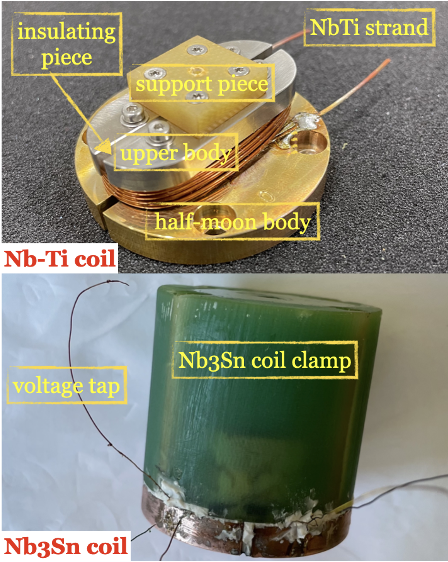 insulating
piece
NbTi strand
support piece
upper body
half-moon body
Nb-Ti coil
Nb3Sn coil clamp
voltage tap
Nb3Sn coil